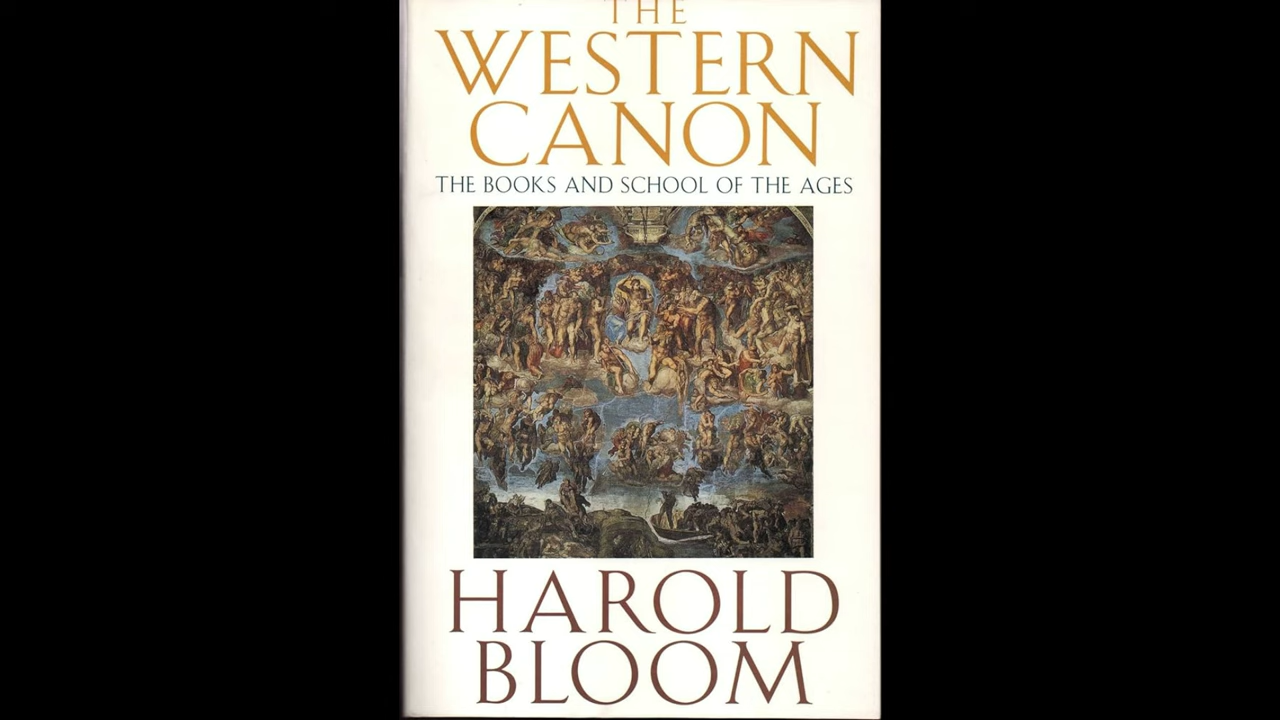 THE
WESTERN
CANON
THE BOOKS AND SCHOOL OF THE AGES
HAROLD
BLOOM